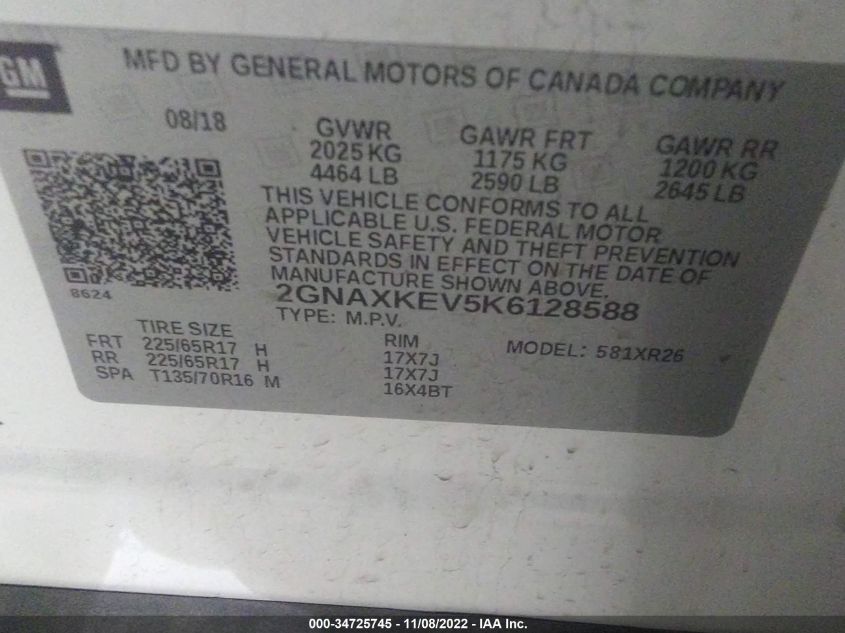 GM
MFD BY GENERAL MOTORS OF CANADA COMPANY
08/18
GVWR
2025 KG
4464 LB
GAWR FRT
1175 KG
2590 LB
GAWR RR
1200 KG
2645 LB
THIS VEHICLE CONFORMS TO ALL
APPLICABLE U.S. FEDERAL MOTOR
VEHICLE SAFETY AND THEFT PREVENTION
STANDARDS IN EFFECT ON THE DATE OF
MANUFACTURE SHOWN ABOVE.
8624
2GNAXKEV5K6128588
TYPE: M.P.V.
MODEL: 581XR26
TIRE SIZE RIM
FRT 225/65R17 H 17X7J
RR 225/65R17 H 17X7J
SPA T135/70R16 M 16X4BT
000-34725745 - 11/08/2022 - IAA Inc.